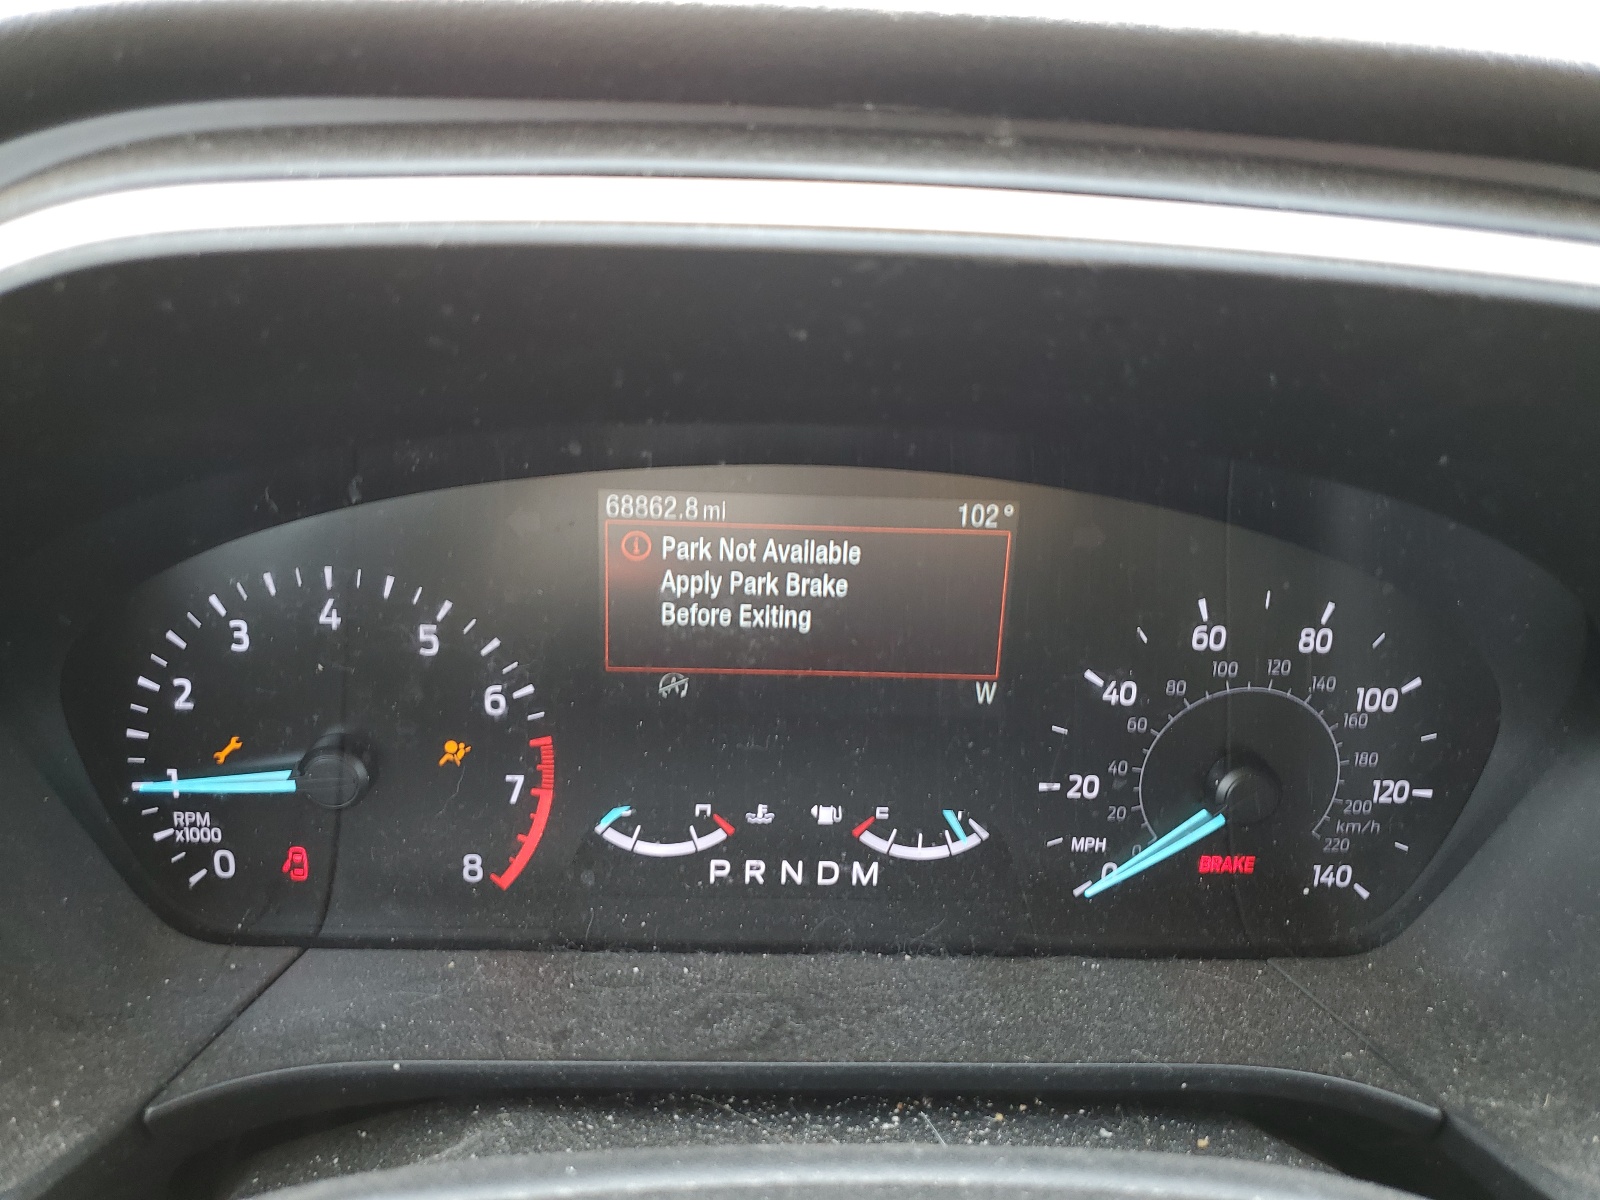 68862.8 mi 102°
Park Not Available
Apply Park Brake
Before Exiting
W
0 1 2 3 4 5 6 7 8
RPM
x1000
P R N D M
0 20 40 60 80 100 120 140
MPH
0 20 40 60 80 100 120 140 160 180 200 220
km/h
BRAKE